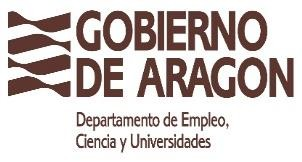 GOBIERNO
DE ARAGON
Departamento de Empleo,
Ciencia y Universidades